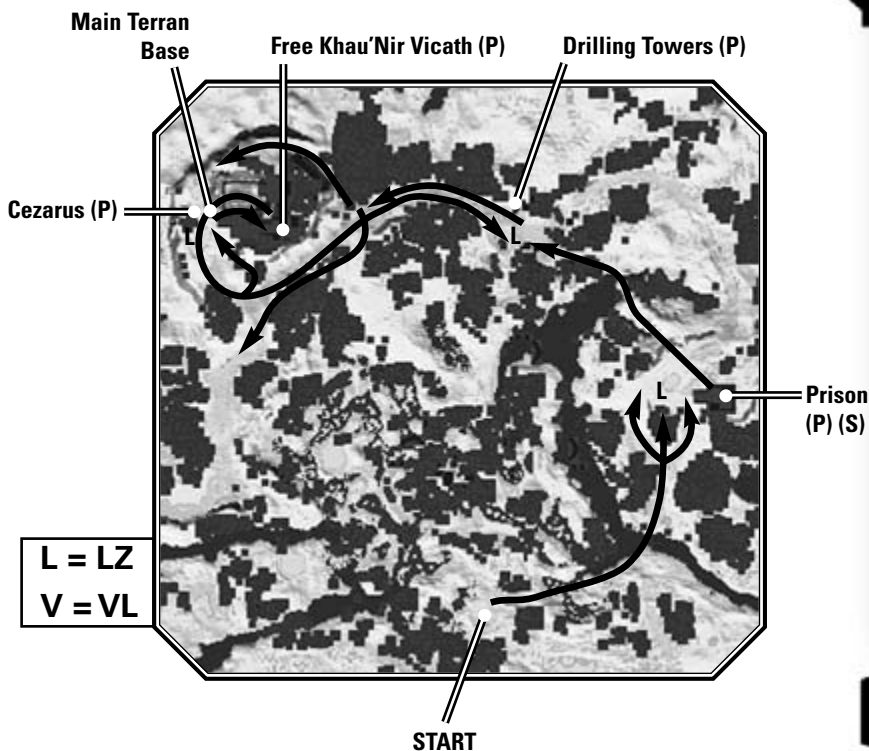 Main Terran
Base
Free Khau'Nir Vicath (P)
Drilling Towers (P)
Cezarus (P)
L
L
L
Prison
(P) (S)
L = LZ
V = VL
START